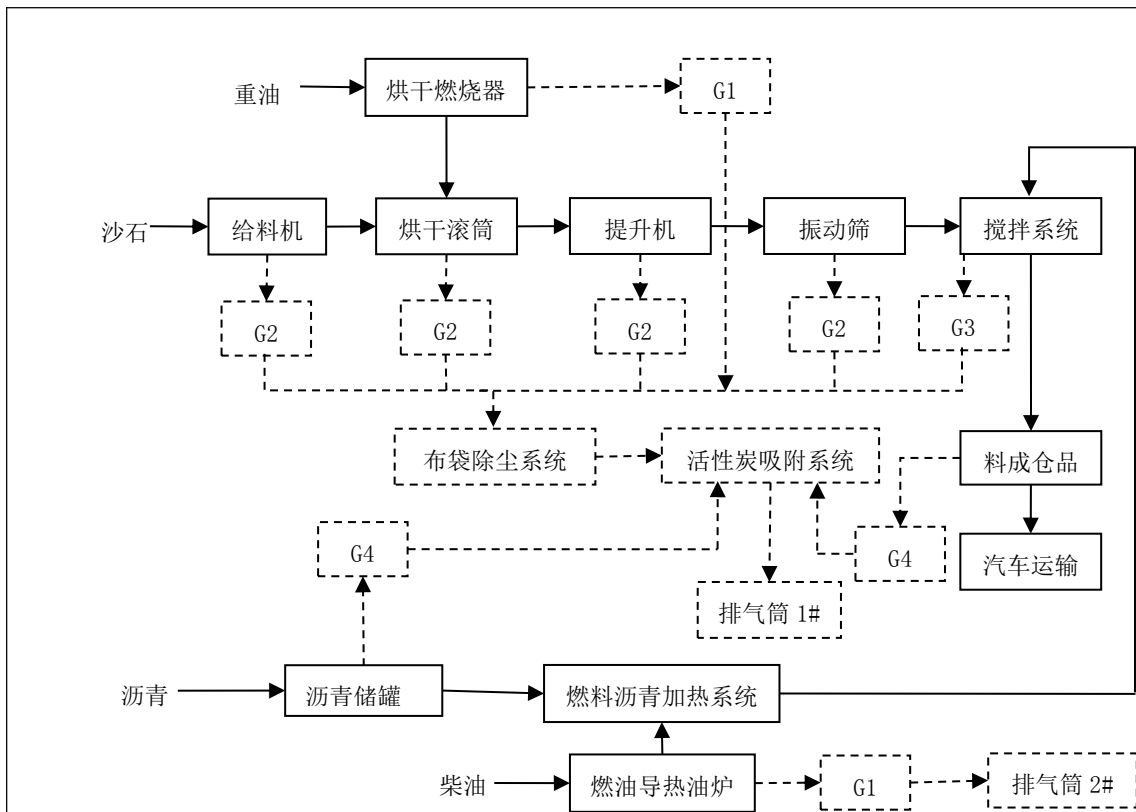 重油
烘干燃烧器
G1
沙石
给料机
烘干滚筒
提升机
振动筛
搅拌系统
G2
G2
G2
G2
G3
布袋除尘系统
活性炭吸附系统
料成仓品
G4
G4
汽车运输
排气筒 1#
沥青
沥青储罐
燃料沥青加热系统
柴油
燃油导热油炉
G1
排气筒 2#